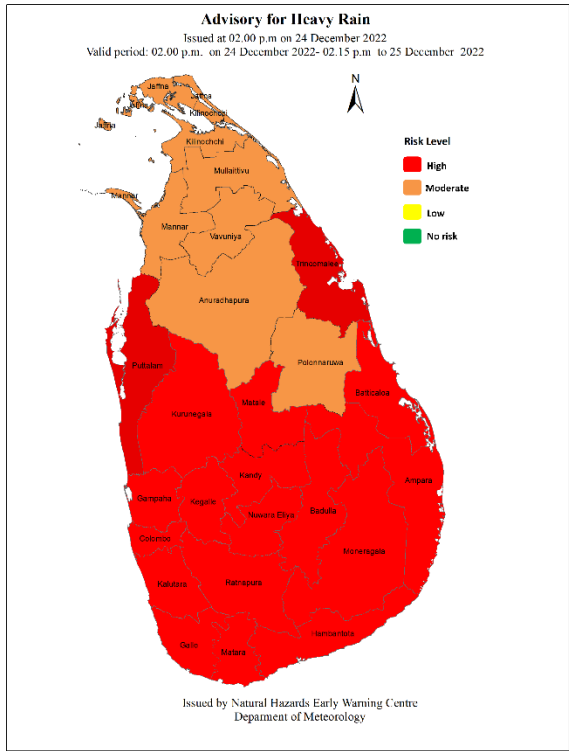 Advisory for Heavy Rain
Issued at 02.00 p.m on 24 December 2022
Valid period: 02.00 p.m. on 24 December 2022- 02.15 p.m to 25 December 2022
N
Jaffna
Jaffna
Jaffna
Kilinochchi
Jaffna
Kilinochchi
Mullaittivu
Mannar
Mannar
Vavuniya
Trincomalee
Anuradhapura
Polonnaruwa
Puttalam
Batticaloa
Matale
Kurunegala
Kandy
Ampara
Gampaha
Kegalle
Nuwara Eliya
Badulla
Colombo
Moneragala
Kalutara
Ratnapura
Hambantota
Galle
Matara
Risk Level
High
Moderate
Low
No risk
Issued by Natural Hazards Early Warning Centre
Deparment of Meteorology